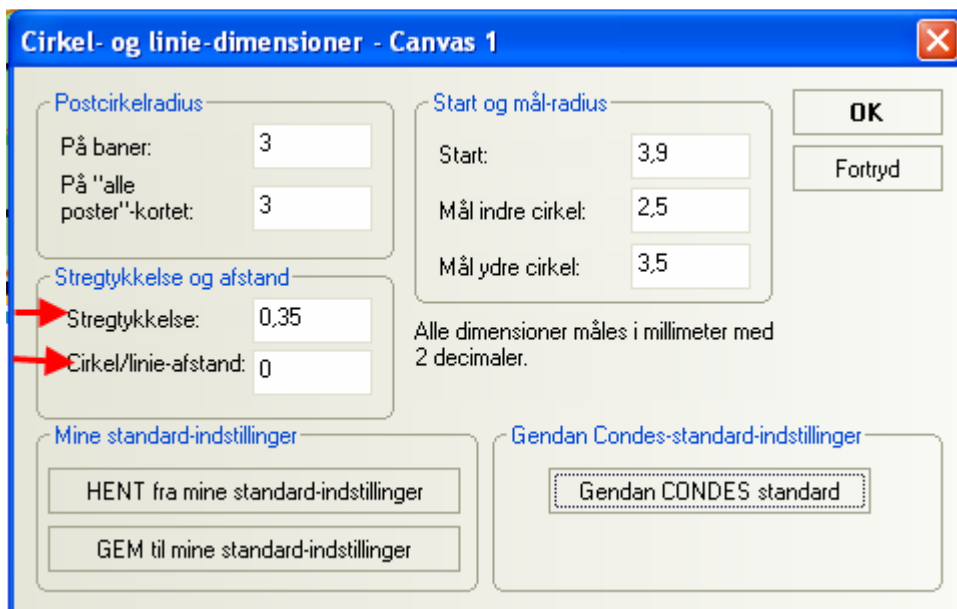 Cirkel- og linie-dimensioner - Canvas 1
Postcirkelradius
På baner: 3
På "alle
poster"-kortet: 3
Start og mål-radius
Start: 3,9
Mål indre cirkel: 2,5
Mål ydre cirkel: 3,5
OK
Fortryd
Stregtykkelse og afstand
Stregtykkelse: 0,35
Cirkel/linie-afstand: 0
Alle dimensioner måles i millimeter med
2 decimaler.
Mine standard-indstillinger
HENT fra mine standard-indstillinger
GEM til mine standard-indstillinger
Gendan Condes-standard-indstillinger
Gendan CONDES standard